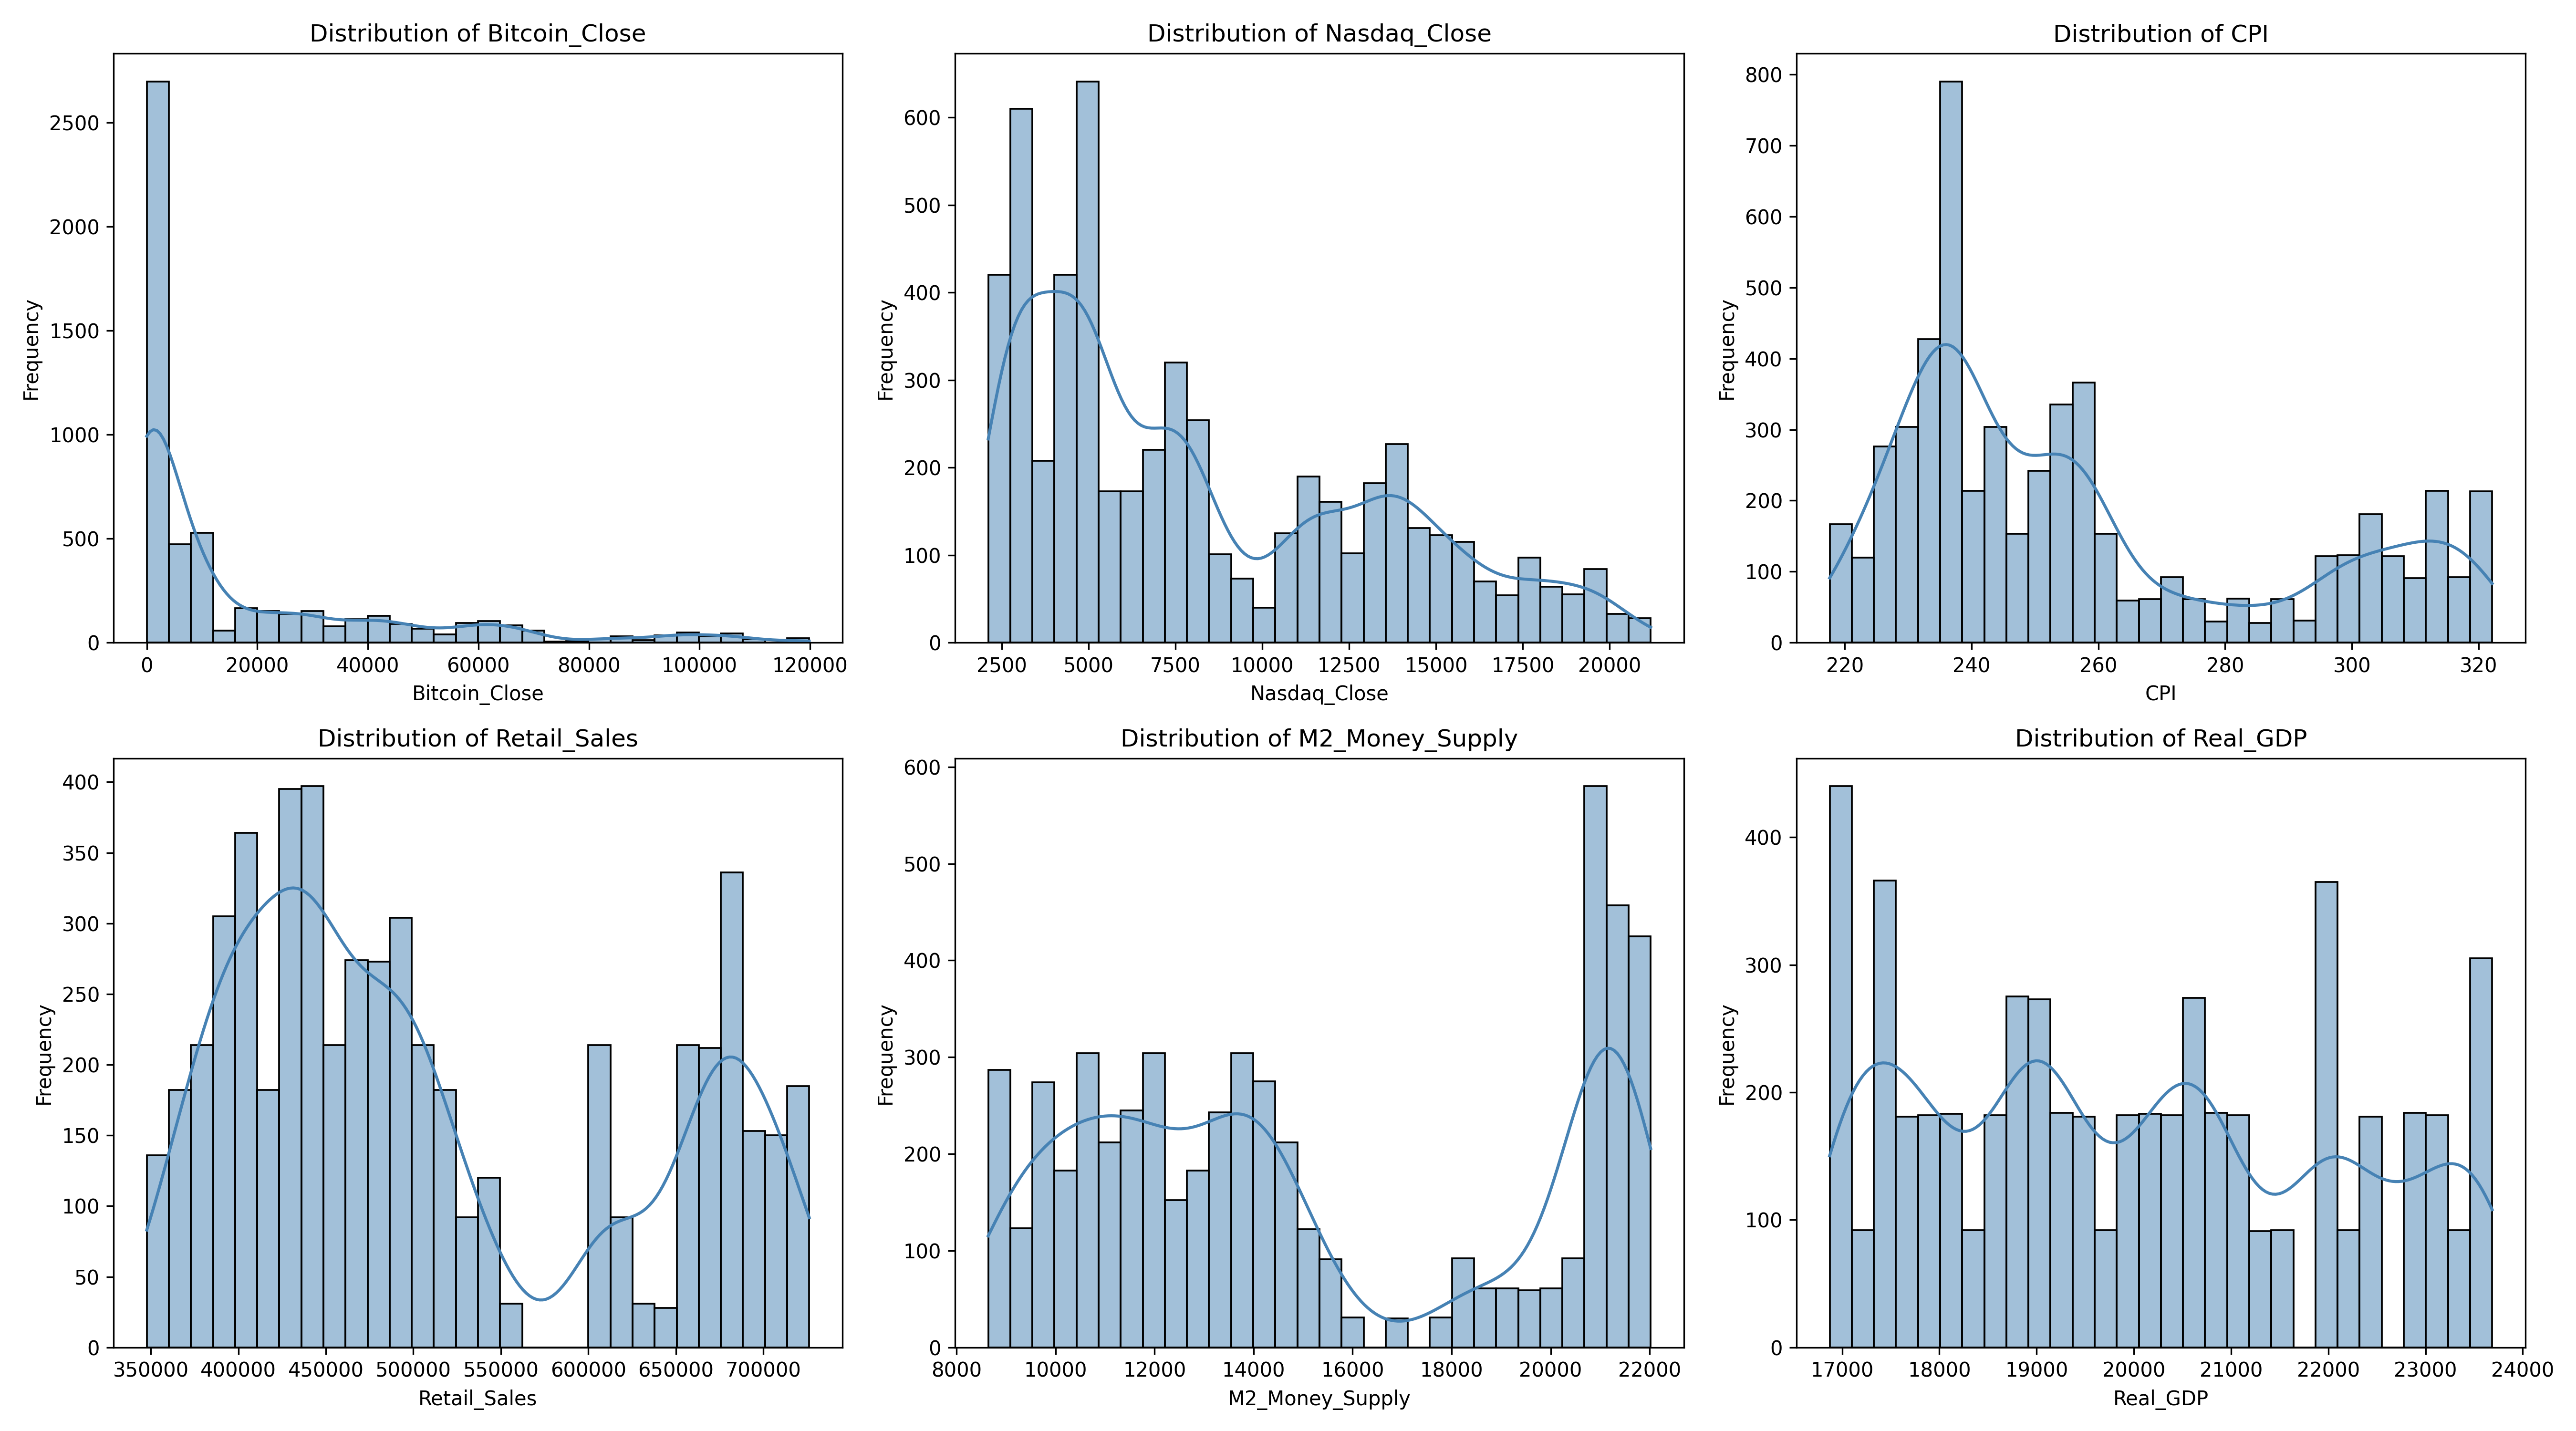 Distribution of Bitcoin_Close
2500
2000
1500
1000
500
0
Frequency
0 20000 40000 60000 80000 100000 120000
Bitcoin_Close
Distribution of Nasdaq_Close
600
500
400
300
200
100
0
Frequency
2500 5000 7500 10000 12500 15000 17500 20000
Nasdaq_Close
Distribution of CPI
800
700
600
500
400
300
200
100
0
Frequency
220 240 260 280 300 320
CPI
Distribution of Retail_Sales
400
350
300
250
200
150
100
50
0
Frequency
350000 400000 450000 500000 550000 600000 650000 700000
Retail_Sales
Distribution of M2_Money_Supply
600
500
400
300
200
100
0
Frequency
8000 10000 12000 14000 16000 18000 20000 22000
M2_Money_Supply
Distribution of Real_GDP
400
300
200
100
0
Frequency
17000 18000 19000 20000 21000 22000 23000 24000
Real_GDP